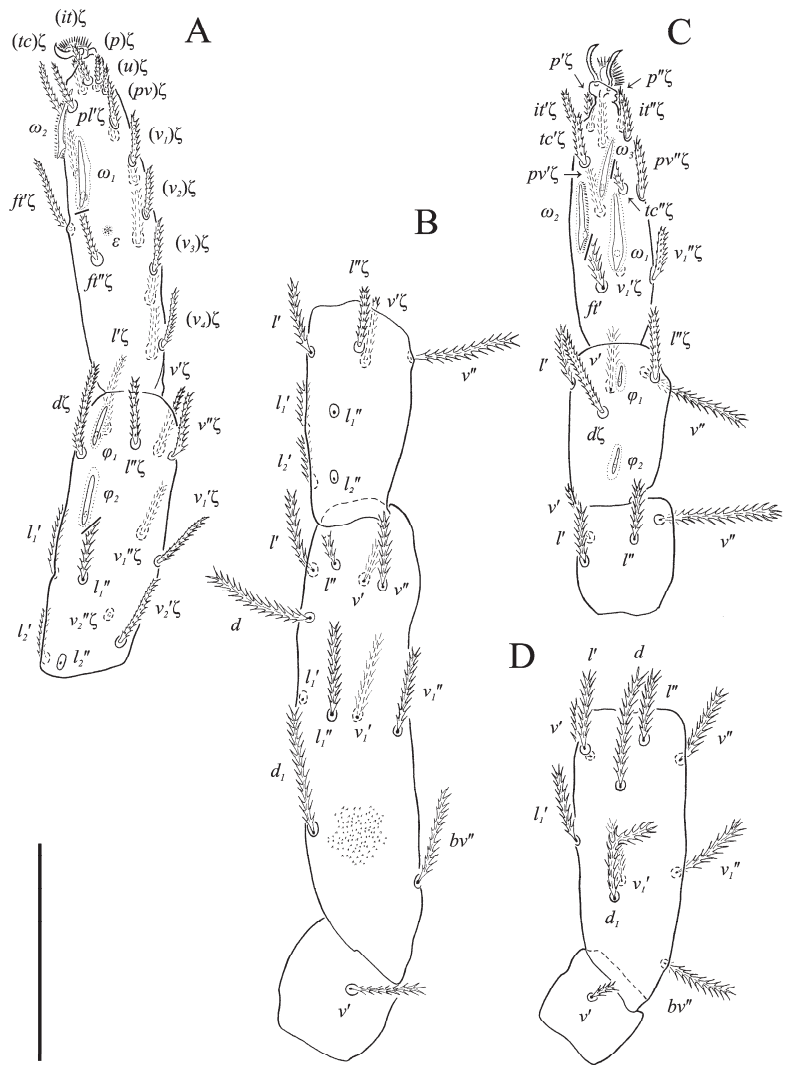 A
(it)ζ
(tc)ζ
(p)ζ
(u)ζ
(pv)ζ
pl'ζ
ω₂
(v₁)ζ
ω₁
(v₂)ζ
ft'ζ
ε
(v₃)ζ
ft"ζ
(v₄)ζ
l'ζ
v'ζ
dζ
v"ζ
φ₁
l"ζ
φ₂
v₁'ζ
l₁'
v₁"ζ
l₁"
v₂"ζ
v₂'ζ
l₂'
l₂"
B
l"ζ
v'ζ
l'
v"
l₁'
l₁"
l₂'
l₂"
l'
l"
v'
v"
d
l₁'
v₁"
l₁"
v₁'
d₁
bv"
v'
C
p'ζ
p"ζ
it'ζ
it"ζ
tc'ζ
ω₃
pv'ζ
pv"ζ
ω₂
tc"ζ
ω₁
v₁"ζ
v₁'ζ
ft'
l'
v'
l"ζ
φ₁
dζ
v"
φ₂
v'
l'
l"
v"
D
l'
d
l"
v'
v"
l₁'
v₁"
v₁'
d₁
bv"
v'